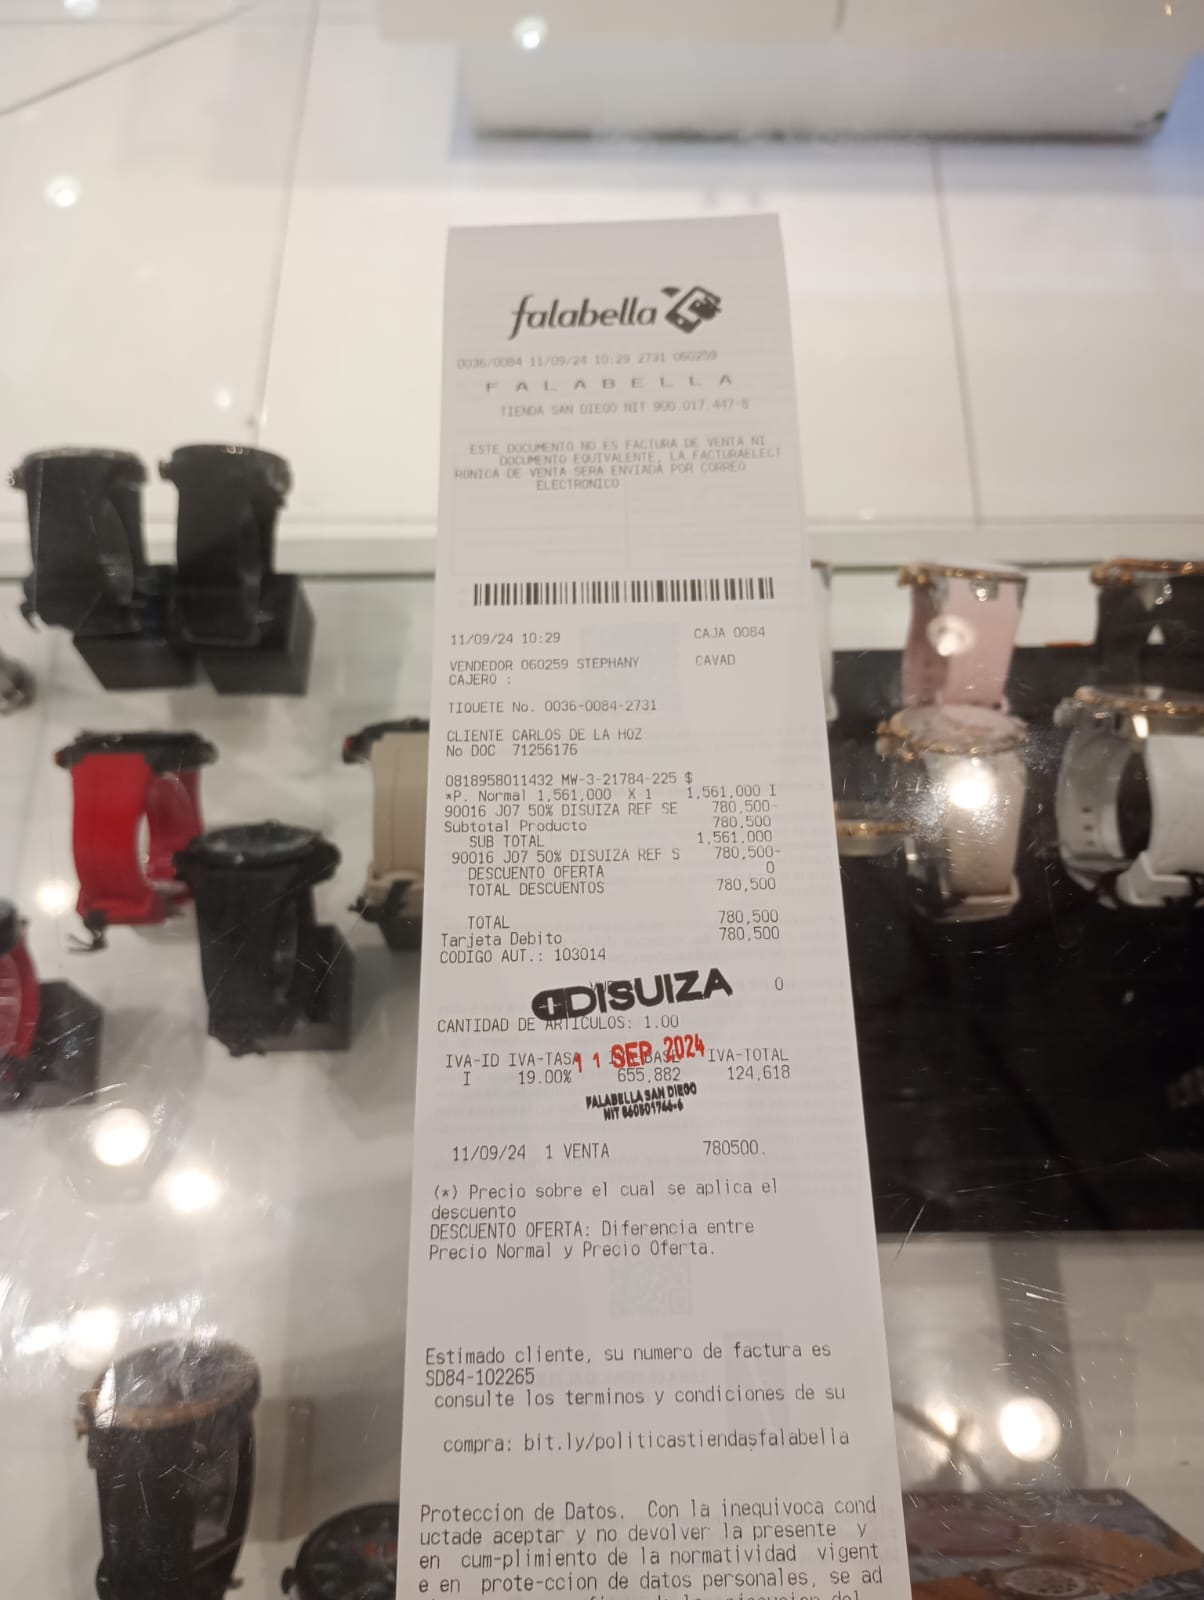 falabella
0036/0084 11/09/24 10:29 2731 060259
F A L A B E L L A
TIENDA SAN DIEGO NIT 900.017.447-8
ESTE DOCUMENTO NO ES FACTURA DE VENTA NI
DOCUMENTO EQUIVALENTE, LA FACTURAELECT
RONICA DE VENTA SERA ENVIADA POR CORREO
ELECTRONICO
11/09/24 10:29 CAJA 0084
VENDEDOR 060259 STEPHANY CAVAD
CAJERO :
TIQUETE No. 0036-0084-2731
CLIENTE CARLOS DE LA HOZ
No DOC 71256176
0818958011432 MW-3-21784-225 $
*P. Normal 1,561,000 X 1 1,561,000 I
90016 J07 50% DISUIZA REF SE 780,500-
Subtotal Producto 780,500
SUB TOTAL 1,561,000
90016 J07 50% DISUIZA REF S 780,500-
DESCUENTO OFERTA 0
TOTAL DESCUENTOS 780,500
TOTAL 780,500
Tarjeta Debito 780,500
CODIGO AUT.: 103014
DISUIZA 0
CANTIDAD DE ARTICULOS: 1.00
11 SEP 2024
IVA-ID IVA-TASA IVA-TOTAL
I 19.00% 655,882 124,618
FALABELLA SAN DIEGO
NIT 860801746-6
11/09/24 1 VENTA 780500.
(*) Precio sobre el cual se aplica el
descuento
DESCUENTO OFERTA: Diferencia entre
Precio Normal y Precio Oferta.
Estimado cliente, su numero de factura es
SD84-102265
consulte los terminos y condiciones de su
compra: bit.ly/politicastiendasfalabella
Proteccion de Datos. Con la inequivoca cond
uctade aceptar y no devolver la presente y
en cum-plimiento de la normatividad vigent
e en prote-ccion de datos personales, se ad